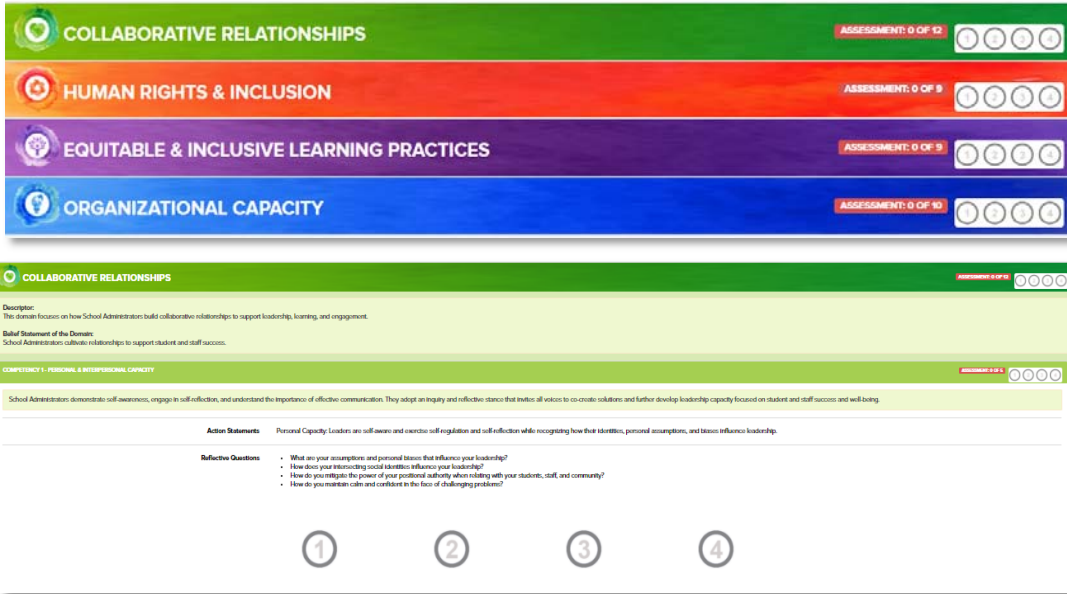 COLLABORATIVE RELATIONSHIPS ASSESSMENT: 0 OF 12 1 2 3 4
HUMAN RIGHTS & INCLUSION ASSESSMENT: 0 OF 9 1 2 3 4
EQUITABLE & INCLUSIVE LEARNING PRACTICES ASSESSMENT: 0 OF 9 1 2 3 4
ORGANIZATIONAL CAPACITY ASSESSMENT: 0 OF 10 1 2 3 4
COLLABORATIVE RELATIONSHIPS ASSESSMENT: 0 OF 12
Descriptor:
This domain focuses on how School Administrators build collaborative relationships to support leadership, learning, and engagement.
Belief Statement of the Domain:
School Administrators cultivate relationships to support student and staff success.
COMPETENCY 1 - PERSONAL & INTERPERSONAL CAPACITY ASSESSMENT: 0 OF
School Administrators demonstrate self-awareness, engage in self-reflection, and understand the importance of effective communication. They adopt an inquiry and reflective stance that invites all voices to co-create solutions and further develop leadership capacity focused on student and staff success and well-being.
Action Statements Personal Capacity: Leaders are self-aware and exercise self-regulation and self-reflection while recognizing how their identities, personal assumptions, and biases influence leadership.
Reflective Questions • What are your assumptions and personal biases that influence your leadership?
• How does your intersecting social identities influence your leadership?
• How do you mitigate the power of your positional authority when relating with your students, staff, and community?
• How do you maintain calm and confident in the face of challenging problems?
1 2 3 4